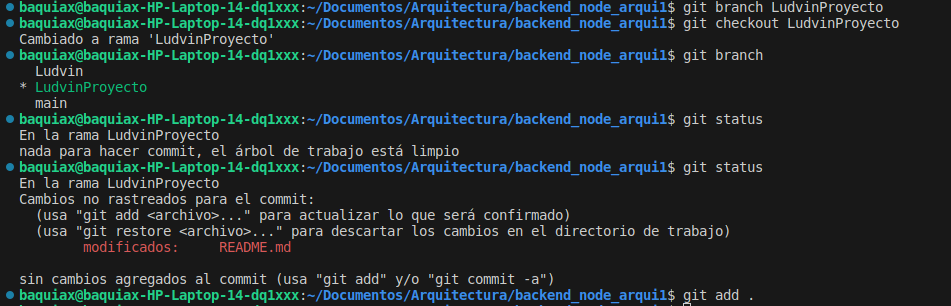 baquiax@baquiax-HP-Laptop-14-dq1xxx:~/Documentos/Arquitectura/backend_node_arqui1$ git branch LudvinProyecto
baquiax@baquiax-HP-Laptop-14-dq1xxx:~/Documentos/Arquitectura/backend_node_arqui1$ git checkout LudvinProyecto
Cambiado a rama 'LudvinProyecto'
baquiax@baquiax-HP-Laptop-14-dq1xxx:~/Documentos/Arquitectura/backend_node_arqui1$ git branch
  Ludvin
* LudvinProyecto
  main
baquiax@baquiax-HP-Laptop-14-dq1xxx:~/Documentos/Arquitectura/backend_node_arqui1$ git status
En la rama LudvinProyecto
nada para hacer commit, el árbol de trabajo está limpio
baquiax@baquiax-HP-Laptop-14-dq1xxx:~/Documentos/Arquitectura/backend_node_arqui1$ git status
En la rama LudvinProyecto
Cambios no rastreados para el commit:
  (usa "git add <archivo>..." para actualizar lo que será confirmado)
  (usa "git restore <archivo>..." para descartar los cambios en el directorio de trabajo)
        modificados:     README.md

sin cambios agregados al commit (usa "git add" y/o "git commit -a")
baquiax@baquiax-HP-Laptop-14-dq1xxx:~/Documentos/Arquitectura/backend_node_arqui1$ git add .